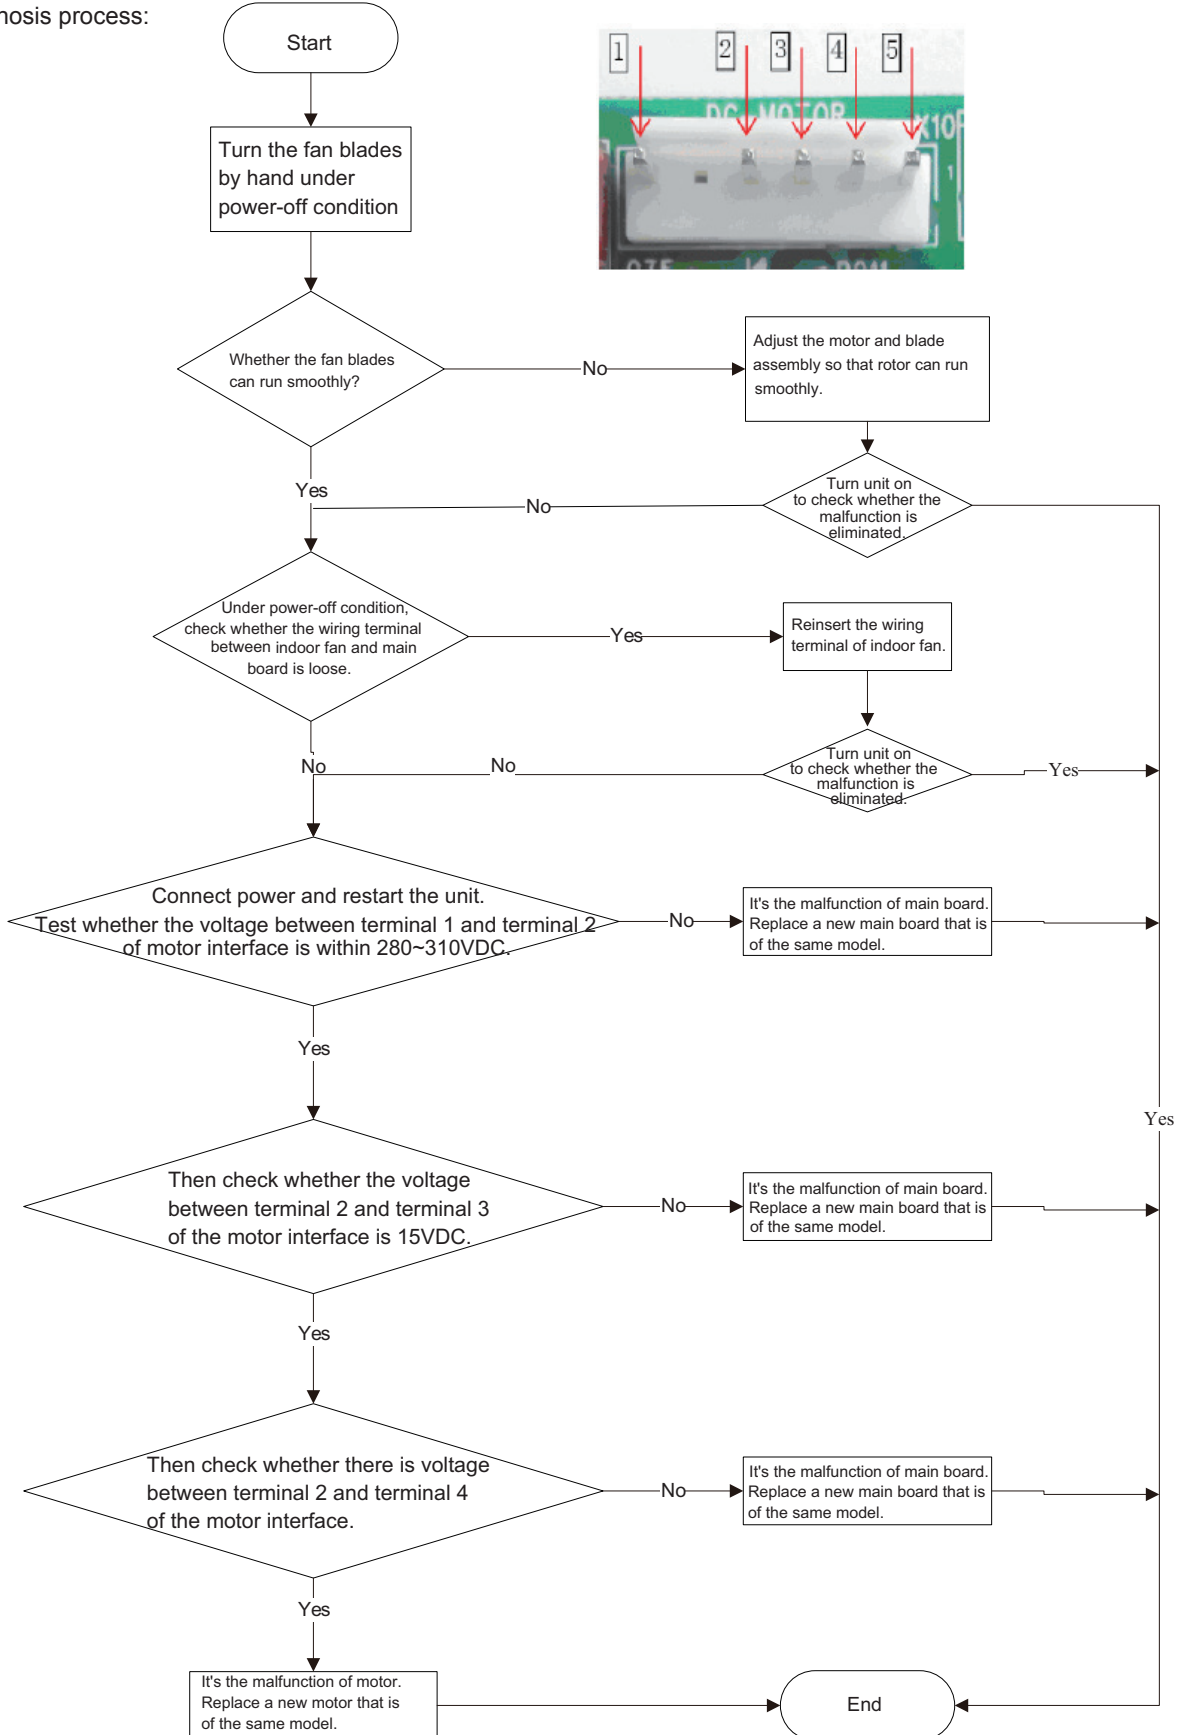 nosis process:
Start
1
2
3
4
5
DC MOTOR
1
Turn the fan blades
by hand under
power-off condition
Whether the fan blades
can run smoothly?
No
Adjust the motor and blade
assembly so that rotor can run
smoothly.
Yes
No
Turn unit on
to check whether the
malfunction is
eliminated.
Under power-off condition,
check whether the wiring terminal
between indoor fan and main
board is loose.
Yes
Reinsert the wiring
terminal of indoor fan.
No
No
Turn unit on
to check whether the
malfunction is
eliminated.
Yes
Connect power and restart the unit.
Test whether the voltage between terminal 1 and terminal 2
of motor interface is within 280~310VDC.
No
It's the malfunction of main board.
Replace a new main board that is
of the same model.
Yes
Yes
Then check whether the voltage
between terminal 2 and terminal 3
of the motor interface is 15VDC.
No
It's the malfunction of main board.
Replace a new main board that is
of the same model.
Yes
Then check whether there is voltage
between terminal 2 and terminal 4
of the motor interface.
No
It's the malfunction of main board.
Replace a new main board that is
of the same model.
Yes
It's the malfunction of motor.
Replace a new motor that is
of the same model.
End